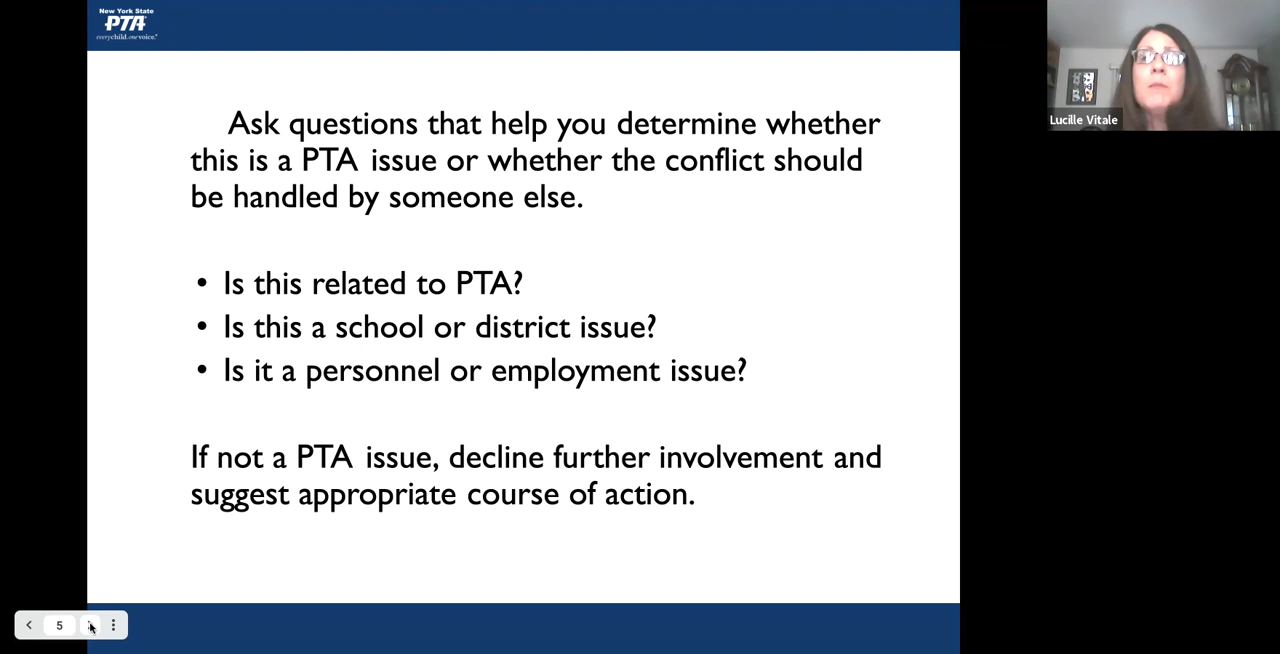 New York State
PTA
everychild.onevoice.®
Ask questions that help you determine whether
this is a PTA issue or whether the conflict should
be handled by someone else.
• Is this related to PTA?
• Is this a school or district issue?
• Is it a personnel or employment issue?
If not a PTA issue, decline further involvement and
suggest appropriate course of action.
Lucille Vitale
5